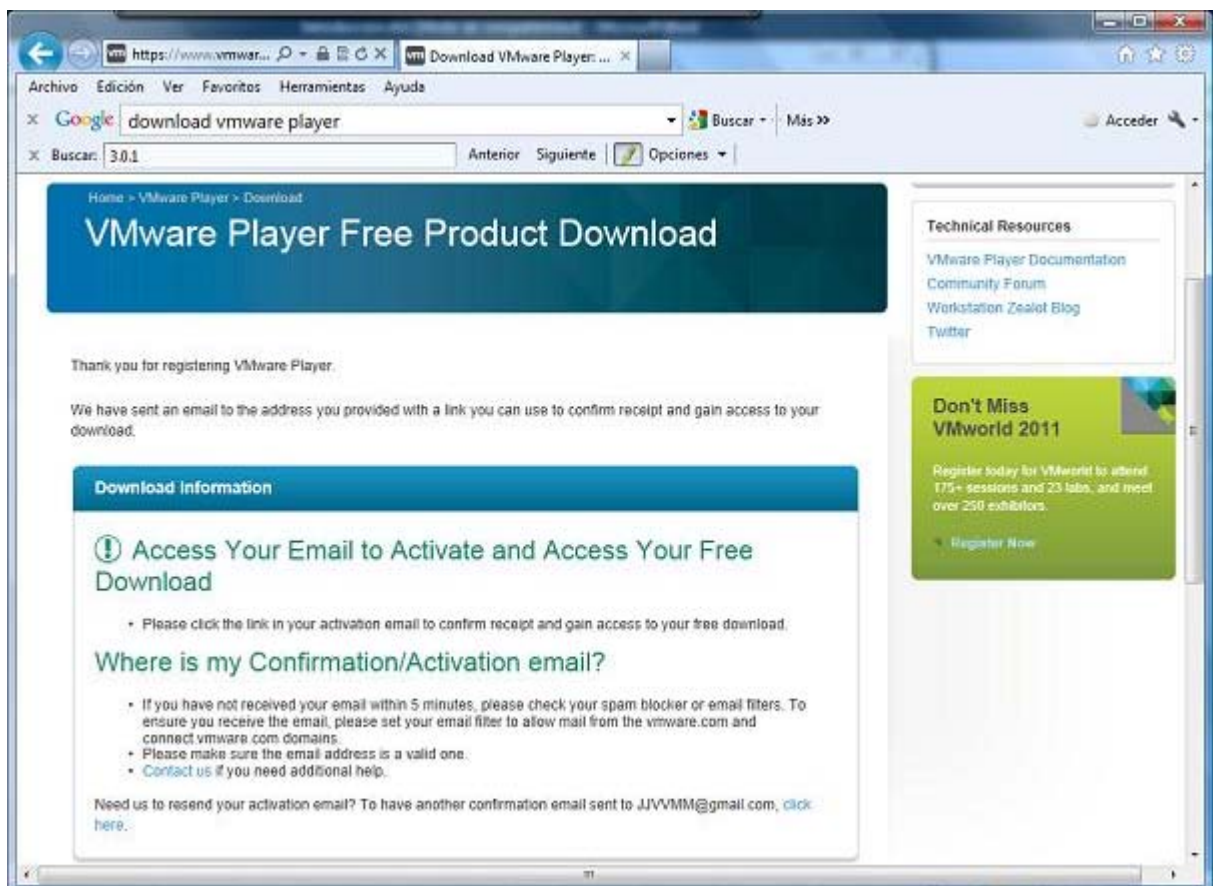 https://www.vmwar...
Download VMware Player: ...
Archivo Edición Ver Favoritos Herramientas Ayuda
Google download vmware player Buscar Más >> Acceder
Buscar: 3.0.1 Anterior Siguiente Opciones
Home > VMware Player > Download
VMware Player Free Product Download
Thank you for registering VMware Player.
We have sent an email to the address you provided with a link you can use to confirm receipt and gain access to your
download.
Download Information
Access Your Email to Activate and Access Your Free
Download
• Please click the link in your activation email to confirm receipt and gain access to your free download.
Where is my Confirmation/Activation email?
• If you have not received your email within 5 minutes, please check your spam blocker or email filters. To
ensure you receive the email, please set your email filter to allow mail from the vmware.com and
connect.vmware.com domains.
• Please make sure the email address is a valid one.
• Contact us if you need additional help.
Need us to resend your activation email? To have another confirmation email sent to JJVVMM@gmail.com, click
here.
Technical Resources
VMware Player Documentation
Community Forum
Workstation Zealot Blog
Twitter
Don't Miss
VMworld 2011
Register today for VMworld to attend
175+ sessions and 23 labs, and meet
over 250 exhibitors.
Register Now